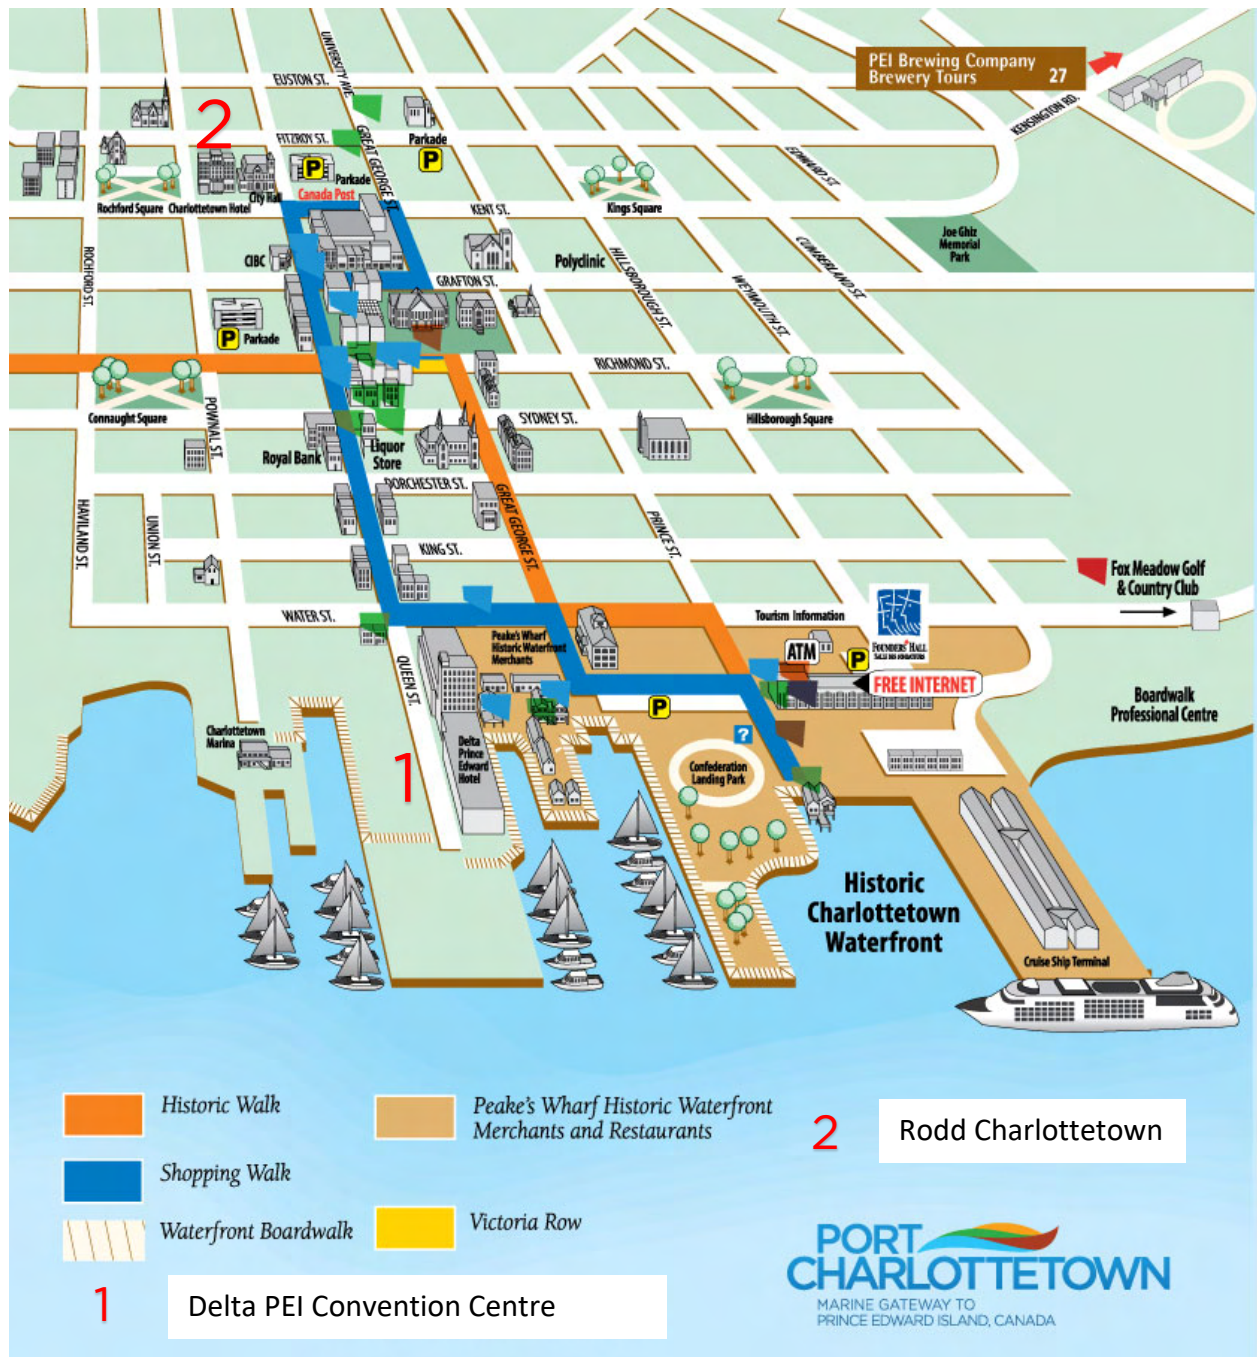 PEI Brewing Company
Brewery Tours 27
KENSINGTON RD.
UNIVERSITY AVE.
EUSTON ST.
2
FITZROY ST.
GREAT GEORGE ST.
Parkade
P
EDWARD ST.
P
Parkade
Canada Post
City Hall
Rochford Square
Charlottetown Hotel
KENT ST.
Kings Square
Joe Ghiz
Memorial
Park
ROCHFORD ST.
CIBC
Polyclinic
HILLSBOROUGH ST.
WEYMOUTH ST.
CUMBERLAND ST.
GRAFTON ST.
P
Parkade
RICHMOND ST.
Connaught Square
POWNAL ST.
SYDNEY ST.
Hillsborough Square
Royal Bank
Liquor
Store
DORCHESTER ST.
HAVILAND ST.
UNION ST.
GREAT GEORGE ST.
PRINCE ST.
KING ST.
Fox Meadow Golf
& Country Club
WATER ST.
Tourism Information
Peake's Wharf
Historic Waterfront
Merchants
ATM
P
FOUNDERS' HALL
SALLE DES FONDATEURS
FREE INTERNET
QUEEN ST.
P
Boardwalk
Professional Centre
Charlottetown
Marina
1
Delta
Prince
Edward
Hotel
?
Confederation
Landing Park
Historic
Charlottetown
Waterfront
Cruise Ship Terminal
Historic Walk
Peake's Wharf Historic Waterfront
Merchants and Restaurants
2 Rodd Charlottetown
Shopping Walk
Waterfront Boardwalk
Victoria Row
1 Delta PEI Convention Centre
PORT
CHARLOTTETOWN
MARINE GATEWAY TO
PRINCE EDWARD ISLAND, CANADA